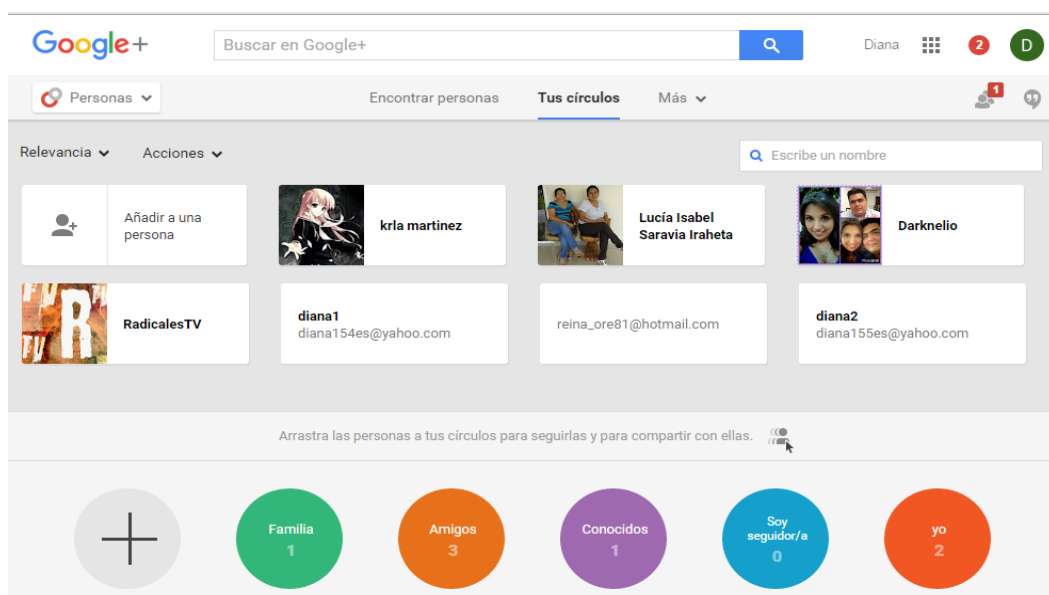 Google+
Buscar en Google+
Diana
2
D
Personas
Encontrar personas
Tus círculos
Más
1
Relevancia
Acciones
Escribe un nombre
Añadir a una
persona
krla martinez
Lucía Isabel
Saravia Iraheta
Darknelio
RadicalesTV
diana1
diana154es@yahoo.com
reina_ore81@hotmail.com
diana2
diana155es@yahoo.com
Arrastra las personas a tus círculos para seguirlas y para compartir con ellas.
Familia
1
Amigos
3
Conocidos
1
Soy
seguidor/a
0
yo
2